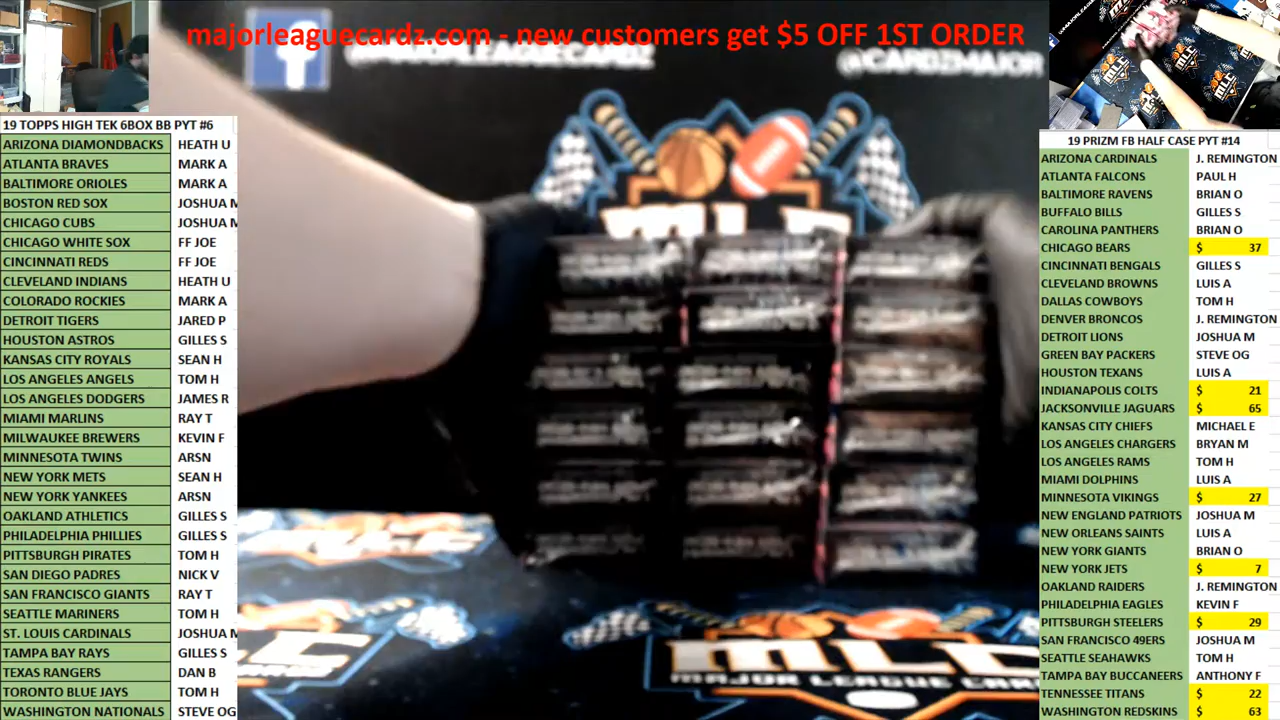 majorleaguecardz.com - new customers get $5 OFF 1ST ORDER
f
@CARDZMAJOR
19 TOPPS HIGH TEK 6BOX BB PYT #6
ARIZONA DIAMONDBACKS HEATH U
ATLANTA BRAVES MARK A
BALTIMORE ORIOLES MARK A
BOSTON RED SOX JOSHUA M
CHICAGO CUBS JOSHUA M
CHICAGO WHITE SOX FF JOE
CINCINNATI REDS FF JOE
CLEVELAND INDIANS HEATH U
COLORADO ROCKIES MARK A
DETROIT TIGERS JARED P
HOUSTON ASTROS GILLES S
KANSAS CITY ROYALS SEAN H
LOS ANGELES ANGELS TOM H
LOS ANGELES DODGERS JAMES R
MIAMI MARLINS RAY T
MILWAUKEE BREWERS KEVIN F
MINNESOTA TWINS ARSN
NEW YORK METS SEAN H
NEW YORK YANKEES ARSN
OAKLAND ATHLETICS GILLES S
PHILADELPHIA PHILLIES GILLES S
PITTSBURGH PIRATES TOM H
SAN DIEGO PADRES NICK V
SAN FRANCISCO GIANTS RAY T
SEATTLE MARINERS TOM H
ST. LOUIS CARDINALS JOSHUA M
TAMPA BAY RAYS GILLES S
TEXAS RANGERS DAN B
TORONTO BLUE JAYS TOM H
WASHINGTON NATIONALS STEVE OG
MLC
MLC
MAJOR LEAGUE CARD
19 PRIZM FB HALF CASE PYT #14
ARIZONA CARDINALS J. REMINGTON
ATLANTA FALCONS PAUL H
BALTIMORE RAVENS BRIAN O
BUFFALO BILLS GILLES S
CAROLINA PANTHERS BRIAN O
CHICAGO BEARS $ 37
CINCINNATI BENGALS GILLES S
CLEVELAND BROWNS LUIS A
DALLAS COWBOYS TOM H
DENVER BRONCOS J. REMINGTON
DETROIT LIONS JOSHUA M
GREEN BAY PACKERS STEVE OG
HOUSTON TEXANS LUIS A
INDIANAPOLIS COLTS $ 21
JACKSONVILLE JAGUARS $ 65
KANSAS CITY CHIEFS MICHAEL E
LOS ANGELES CHARGERS BRYAN M
LOS ANGELES RAMS TOM H
MIAMI DOLPHINS LUIS A
MINNESOTA VIKINGS $ 27
NEW ENGLAND PATRIOTS JOSHUA M
NEW ORLEANS SAINTS LUIS A
NEW YORK GIANTS BRIAN O
NEW YORK JETS $ 7
OAKLAND RAIDERS J. REMINGTON
PHILADELPHIA EAGLES KEVIN F
PITTSBURGH STEELERS $ 29
SAN FRANCISCO 49ERS JOSHUA M
SEATTLE SEAHAWKS TOM H
TAMPA BAY BUCCANEERS ANTHONY F
TENNESSEE TITANS $ 22
WASHINGTON REDSKINS $ 63